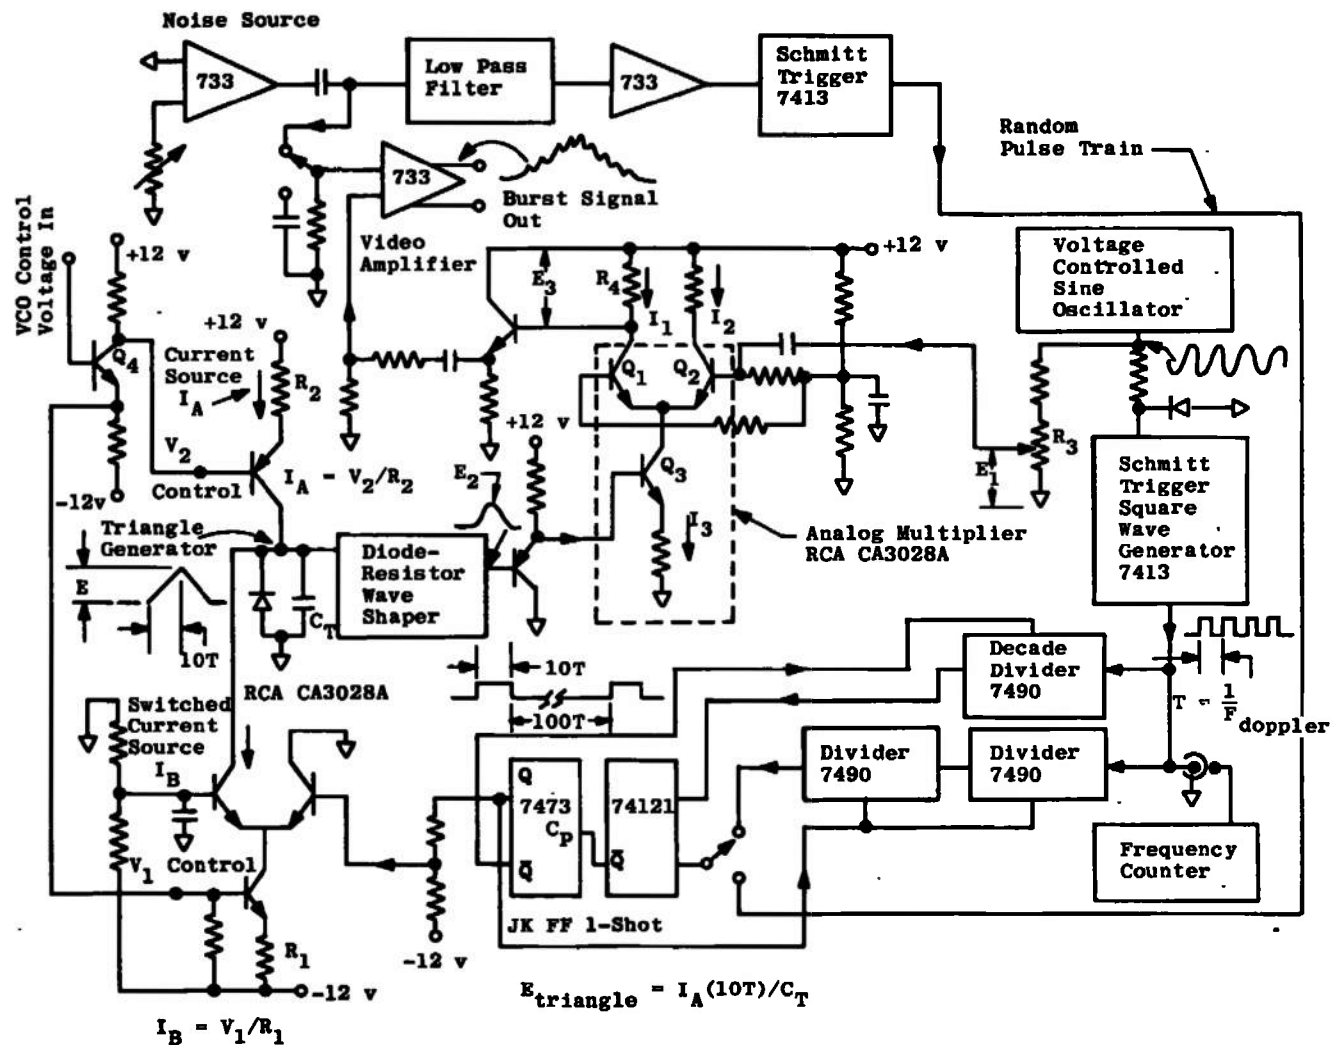 Noise Source
733
Low Pass
Filter
733
Schmitt
Trigger
7413
Random
Pulse Train
733
Burst Signal
Out
Video
Amplifier
VCO Control
Voltage In
+12 v
Q4
-12v
+12 v
Current
Source
IA
R2
V2
Control
IA = V2/R2
E3
R4
I1
I2
+12 v
Q1
Q2
+12 v
Q3
I3
E2
Analog Multiplier
RCA CA3028A
Voltage
Controlled
Sine
Oscillator
R3
E1
Schmitt
Trigger
Square
Wave
Generator
7413
Triangle
Generator
E
10T
CT
Diode-
Resistor
Wave
Shaper
RCA CA3028A
10T
100T
Decade
Divider
7490
T = 1/F doppler
Switched
Current
Source
IB
V1
Control
R1
-12 v
IB = V1/R1
Q
7473
CP
Q̄
74121
Q̄
JK FF 1-Shot
-12 v
Divider
7490
Divider
7490
Frequency
Counter
Etriangle = IA(10T)/CT